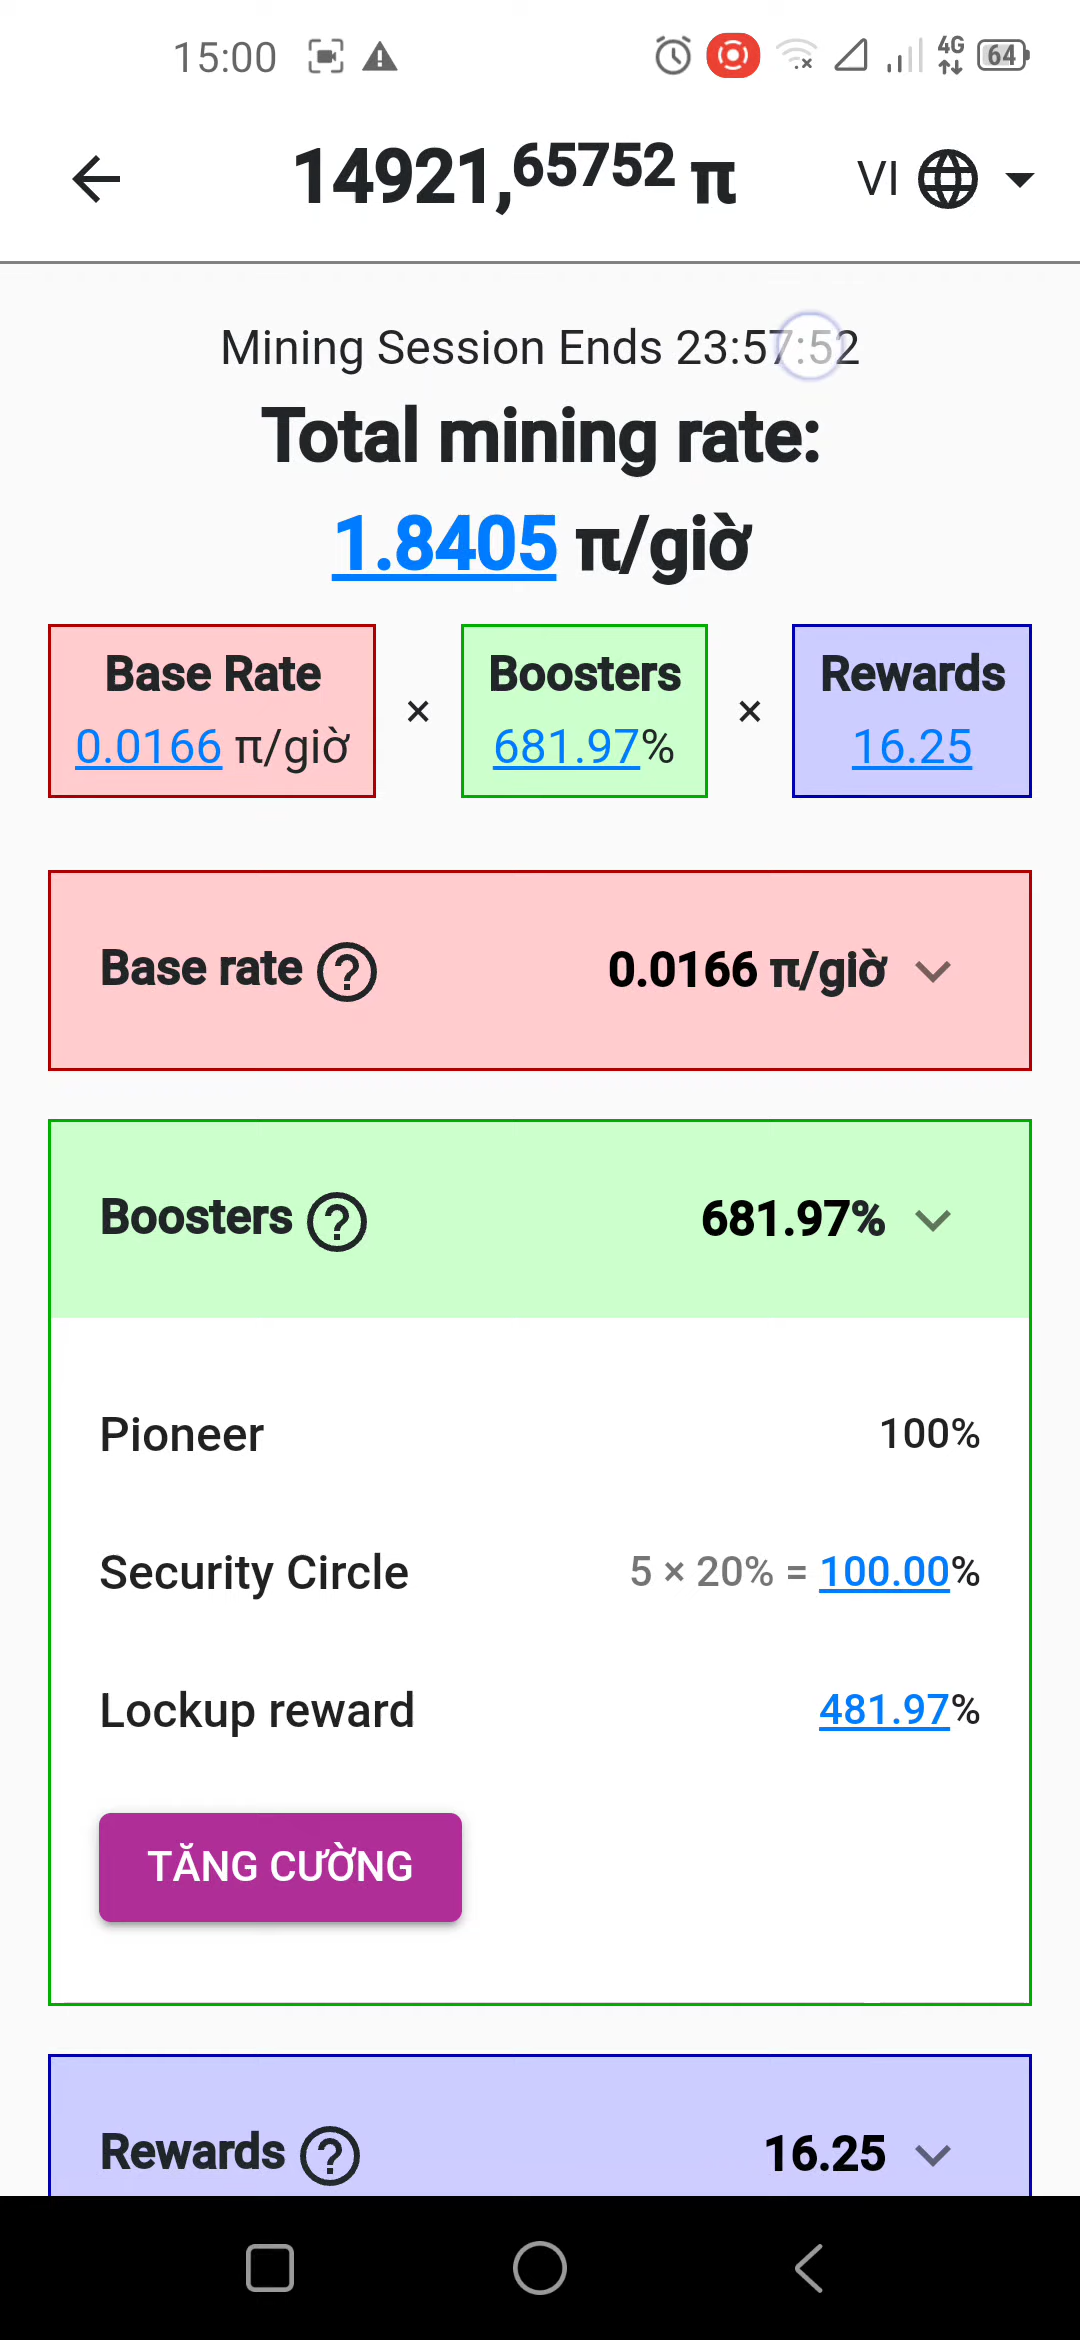 15:00 4G 64
14921,65752 π VI
Mining Session Ends 23:57:52
Total mining rate:
1.8405 π/giờ
Base Rate × Boosters × Rewards
0.0166 π/giờ 681.97% 16.25
Base rate ? 0.0166 π/giờ
Boosters ? 681.97%
Pioneer 100%
Security Circle 5 × 20% = 100.00%
Lockup reward 481.97%
TĂNG CƯỜNG
Rewards ? 16.25